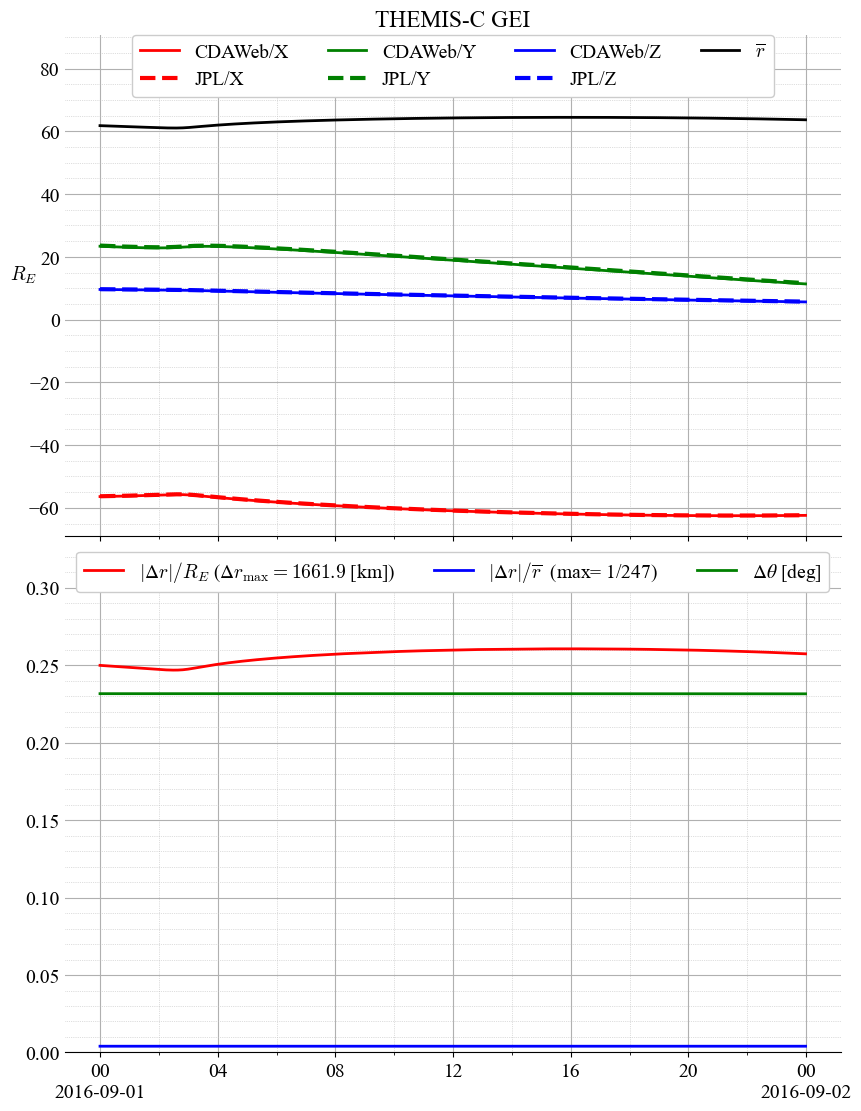 THEMIS-C GEI
CDAWeb/X CDAWeb/Y CDAWeb/Z r̅
JPL/X JPL/Y JPL/Z
80
60
40
20
R_E
0
−20
−40
−60
|Δr|/R_E (Δr_max = 1661.9 [km]) |Δr|/r̅ (max= 1/247) Δθ [deg]
0.30
0.25
0.20
0.15
0.10
0.05
0.00
00 04 08 12 16 20 00
2016-09-01 2016-09-02